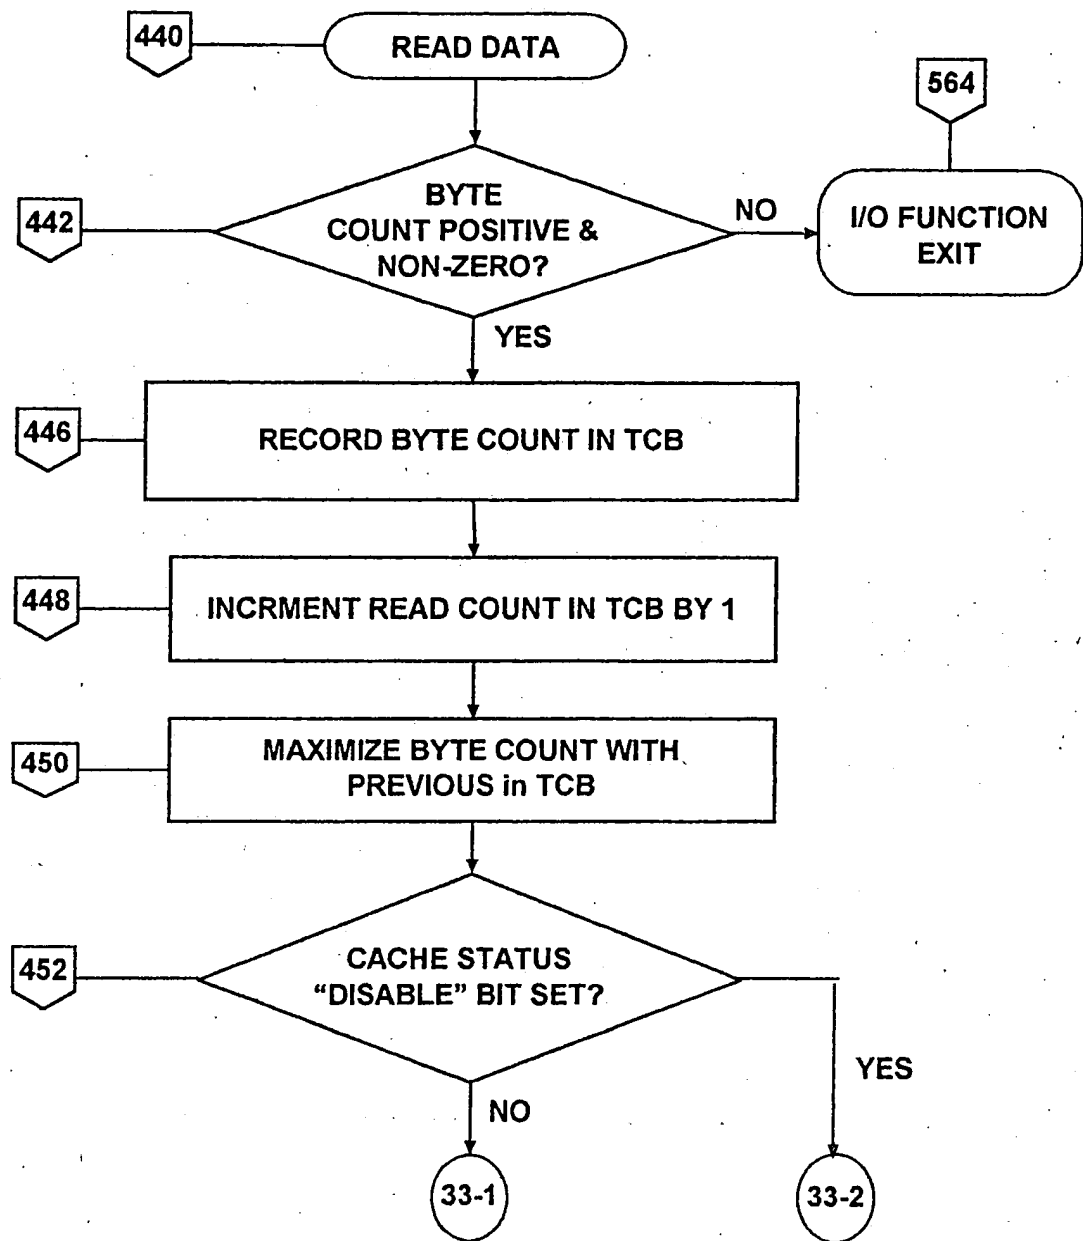 440
READ DATA
564
442
BYTE
COUNT POSITIVE &
NON-ZERO?
NO
I/O FUNCTION
EXIT
YES
446
RECORD BYTE COUNT IN TCB
448
INCRMENT READ COUNT IN TCB BY 1
450
MAXIMIZE BYTE COUNT WITH
PREVIOUS in TCB
452
CACHE STATUS
“DISABLE” BIT SET?
YES
NO
33-1
33-2